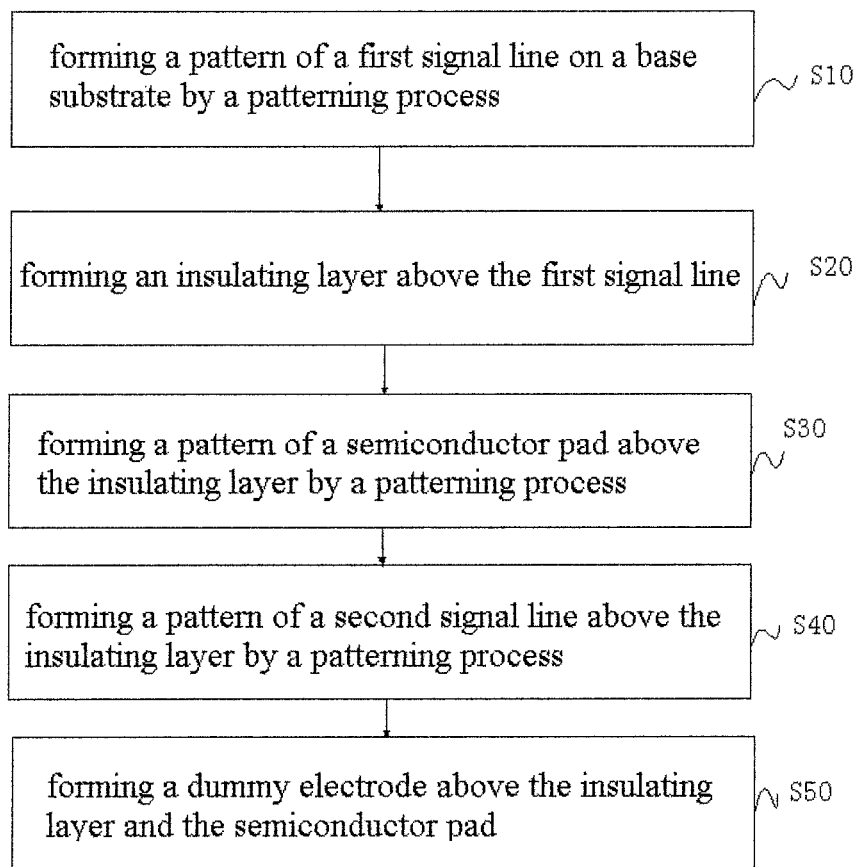 forming a pattern of a first signal line on a base
substrate by a patterning process
S10
forming an insulating layer above the first signal line
S20
forming a pattern of a semiconductor pad above
the insulating layer by a patterning process
S30
forming a pattern of a second signal line above the
insulating layer by a patterning process
S40
forming a dummy electrode above the insulating
layer and the semiconductor pad
S50